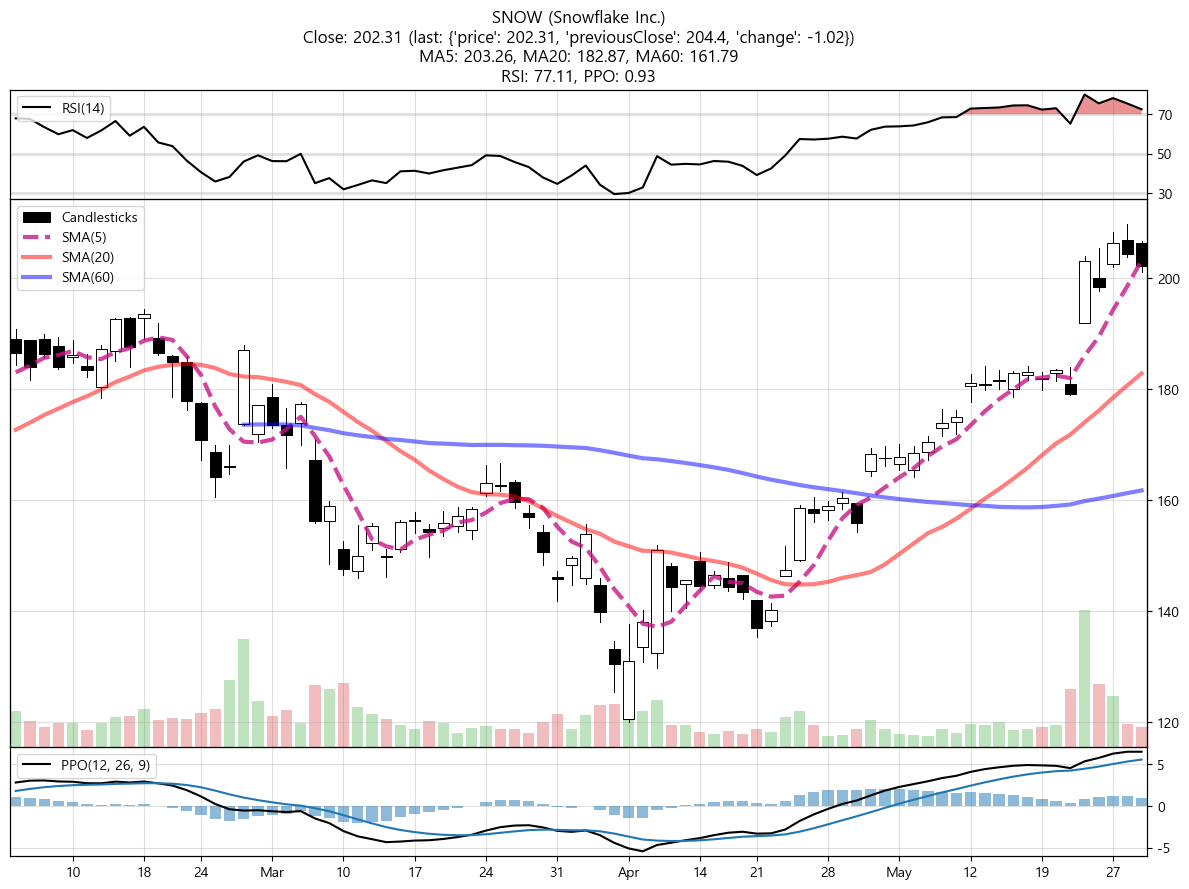 SNOW (Snowflake Inc.)
Close: 202.31 (last: {'price': 202.31, 'previousClose': 204.4, 'change': -1.02})
MA5: 203.26, MA20: 182.87, MA60: 161.79
RSI: 77.11, PPO: 0.93
RSI(14)
70
50
30
Candlesticks
SMA(5)
SMA(20)
SMA(60)
200
180
160
140
120
PPO(12, 26, 9)
5
0
-5
10 18 24 Mar 10 17 24 31 Apr 14 21 28 May 12 19 27